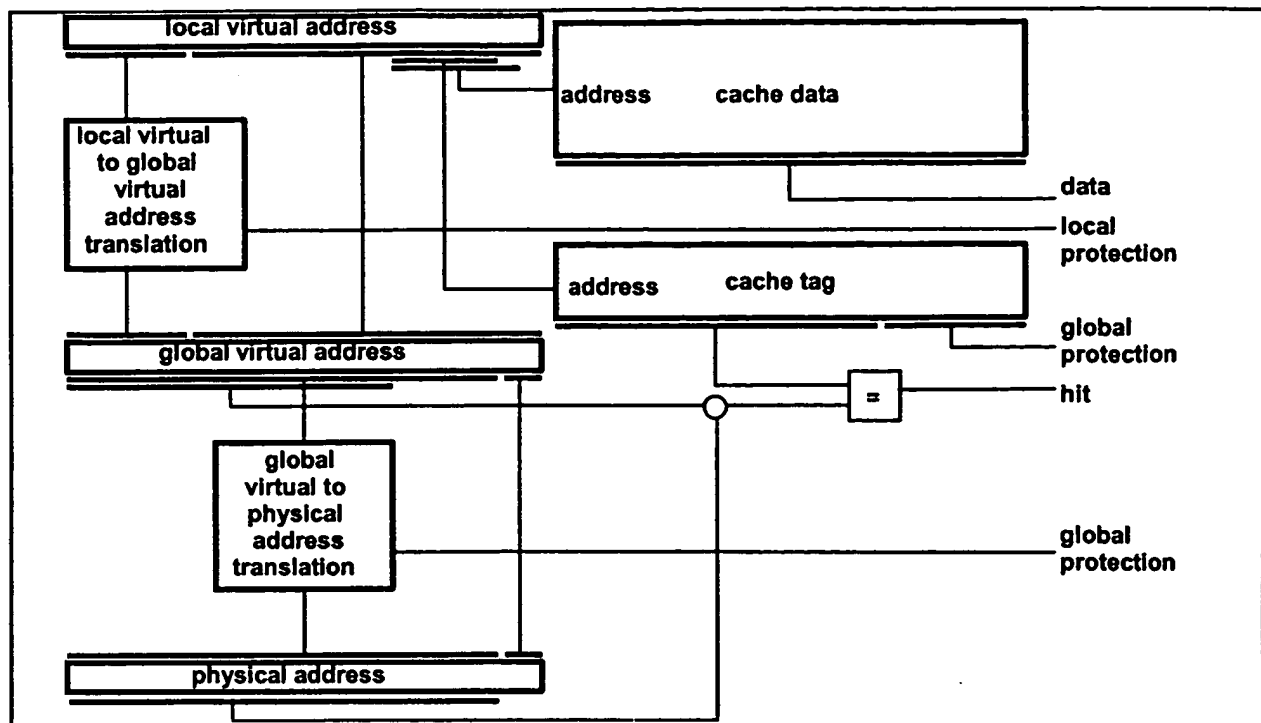 local virtual address
address cache data
local virtual
to global
virtual
address
translation
data
local
protection
address cache tag
global virtual address
global
protection
=
hit
global
virtual to
physical
address
translation
global
protection
physical address